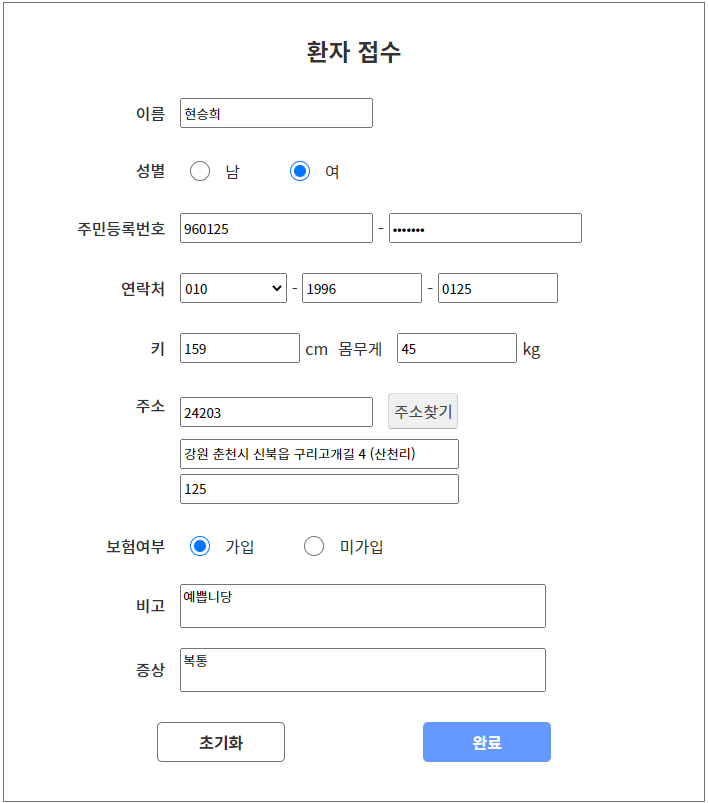 환자 접수
이름 현승희
성별 남 여
주민등록번호 960125 - •••••••
연락처 010 - 1996 - 0125
키 159 cm 몸무게 45 kg
주소 24203 주소찾기
강원 춘천시 신북읍 구리고개길 4 (산천리)
125
보험여부 가입 미가입
비고 예쁩니당
증상 복통
초기화 완료